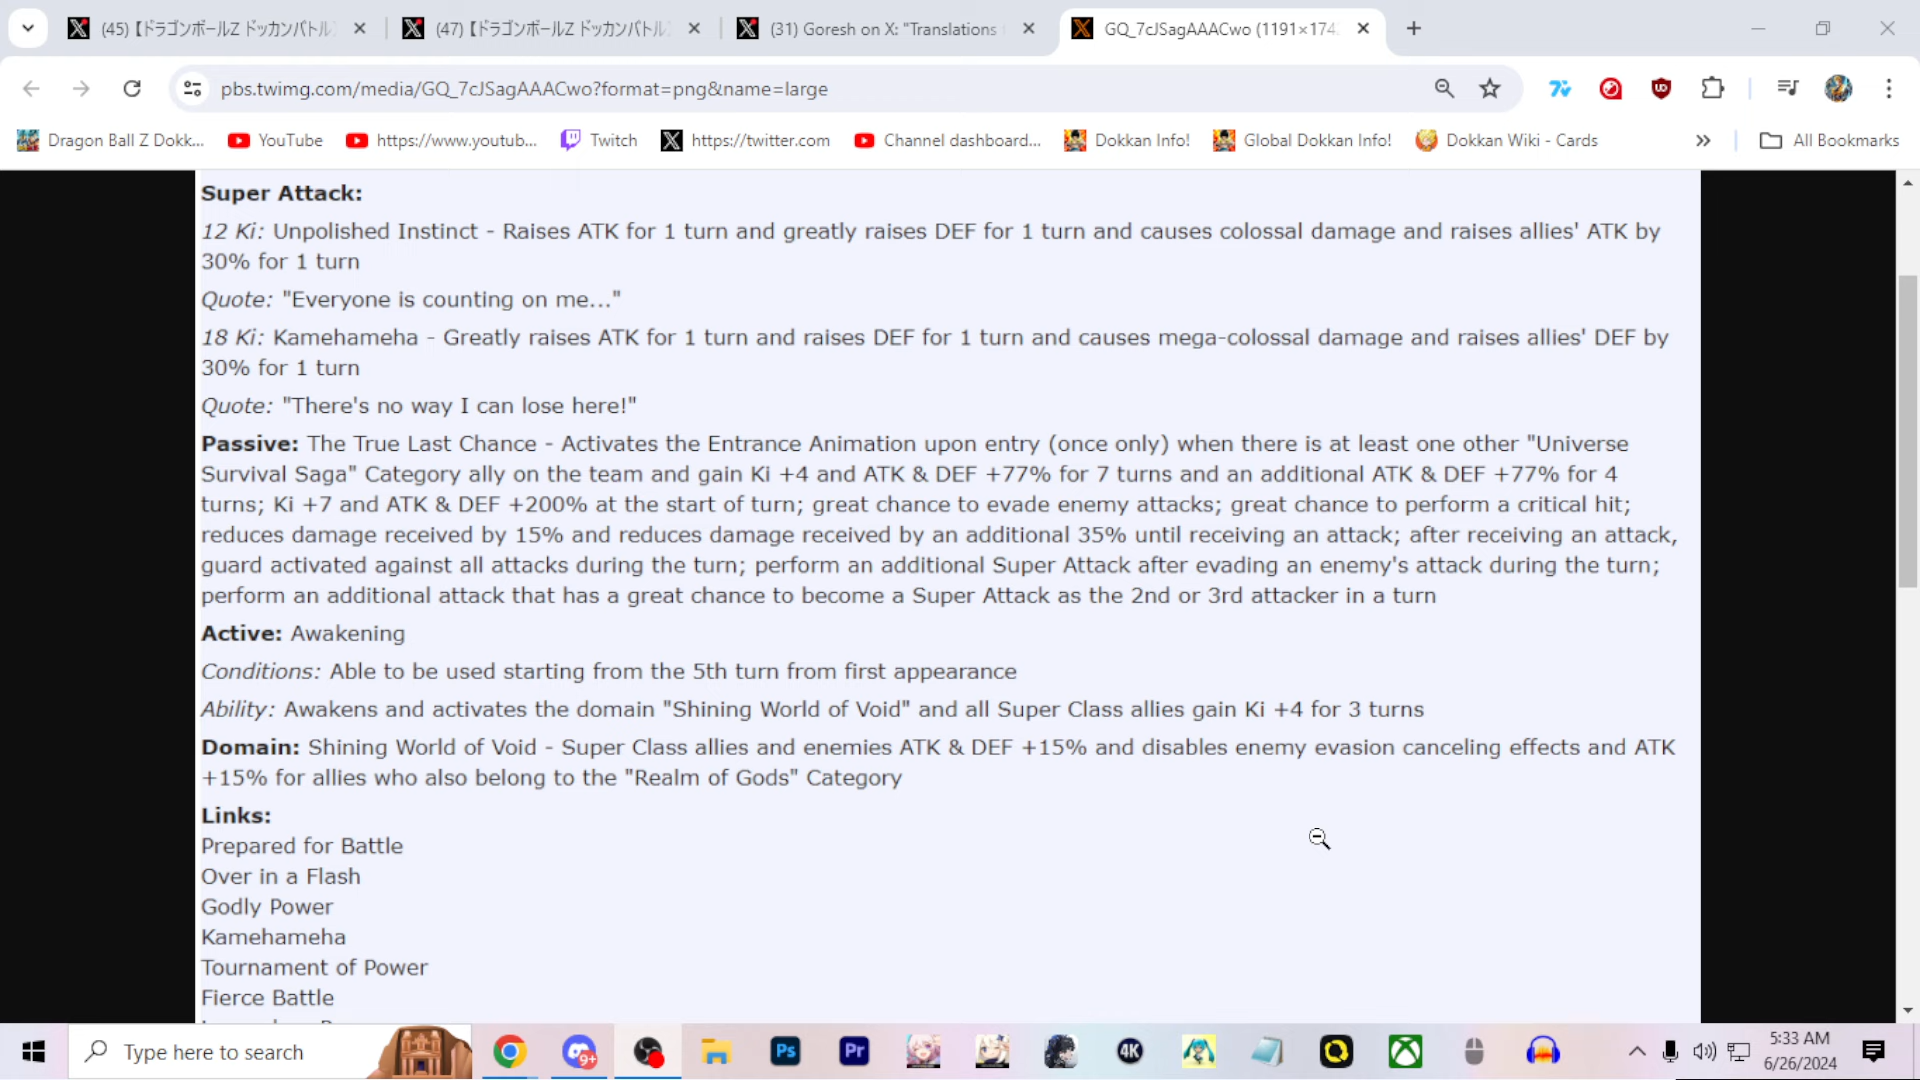 (45)【ドラゴンボールZ ドッカンバトル
(47)【ドラゴンボールZ ドッカンバトル
(31) Goresh on X: "Translations
GQ_7cJSagAAACwo (1191×174
pbs.twimg.com/media/GQ_7cJSagAAACwo?format=png&name=large
Dragon Ball Z Dokk...
YouTube
https://www.youtub...
Twitch
https://twitter.com
Channel dashboard...
Dokkan Info!
Global Dokkan Info!
Dokkan Wiki - Cards
All Bookmarks
Super Attack:
12 Ki: Unpolished Instinct - Raises ATK for 1 turn and greatly raises DEF for 1 turn and causes colossal damage and raises allies' ATK by
30% for 1 turn
Quote: "Everyone is counting on me..."
18 Ki: Kamehameha - Greatly raises ATK for 1 turn and raises DEF for 1 turn and causes mega-colossal damage and raises allies' DEF by
30% for 1 turn
Quote: "There's no way I can lose here!"
Passive: The True Last Chance - Activates the Entrance Animation upon entry (once only) when there is at least one other "Universe
Survival Saga" Category ally on the team and gain Ki +4 and ATK & DEF +77% for 7 turns and an additional ATK & DEF +77% for 4
turns; Ki +7 and ATK & DEF +200% at the start of turn; great chance to evade enemy attacks; great chance to perform a critical hit;
reduces damage received by 15% and reduces damage received by an additional 35% until receiving an attack; after receiving an attack,
guard activated against all attacks during the turn; perform an additional Super Attack after evading an enemy's attack during the turn;
perform an additional attack that has a great chance to become a Super Attack as the 2nd or 3rd attacker in a turn
Active: Awakening
Conditions: Able to be used starting from the 5th turn from first appearance
Ability: Awakens and activates the domain "Shining World of Void" and all Super Class allies gain Ki +4 for 3 turns
Domain: Shining World of Void - Super Class allies and enemies ATK & DEF +15% and disables enemy evasion canceling effects and ATK
+15% for allies who also belong to the "Realm of Gods" Category
Links:
Prepared for Battle
Over in a Flash
Godly Power
Kamehameha
Tournament of Power
Fierce Battle
Type here to search
9+
Ps
Pr
4K
5:33 AM
6/26/2024